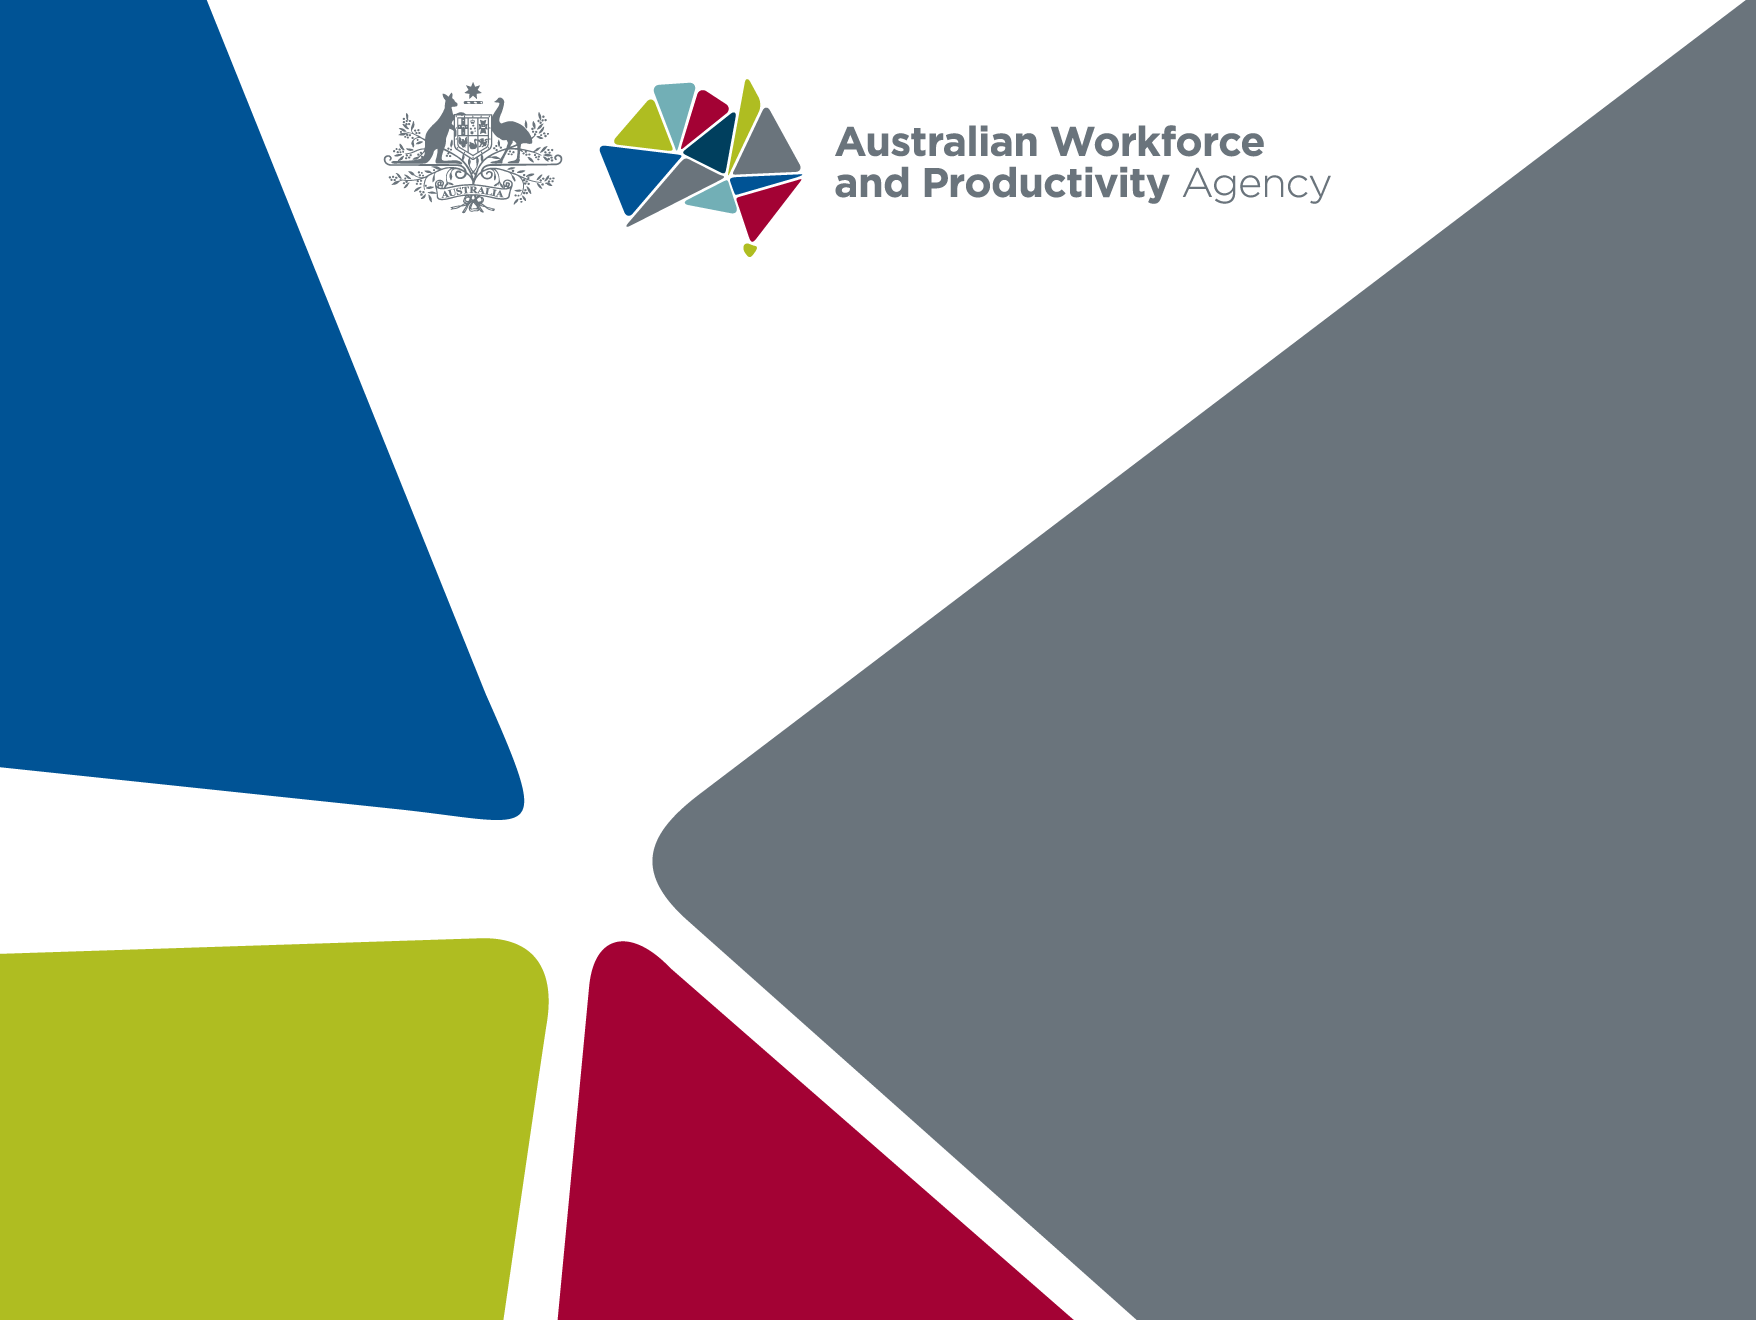 AUSTRALIA
Australian Workforce
and Productivity Agency